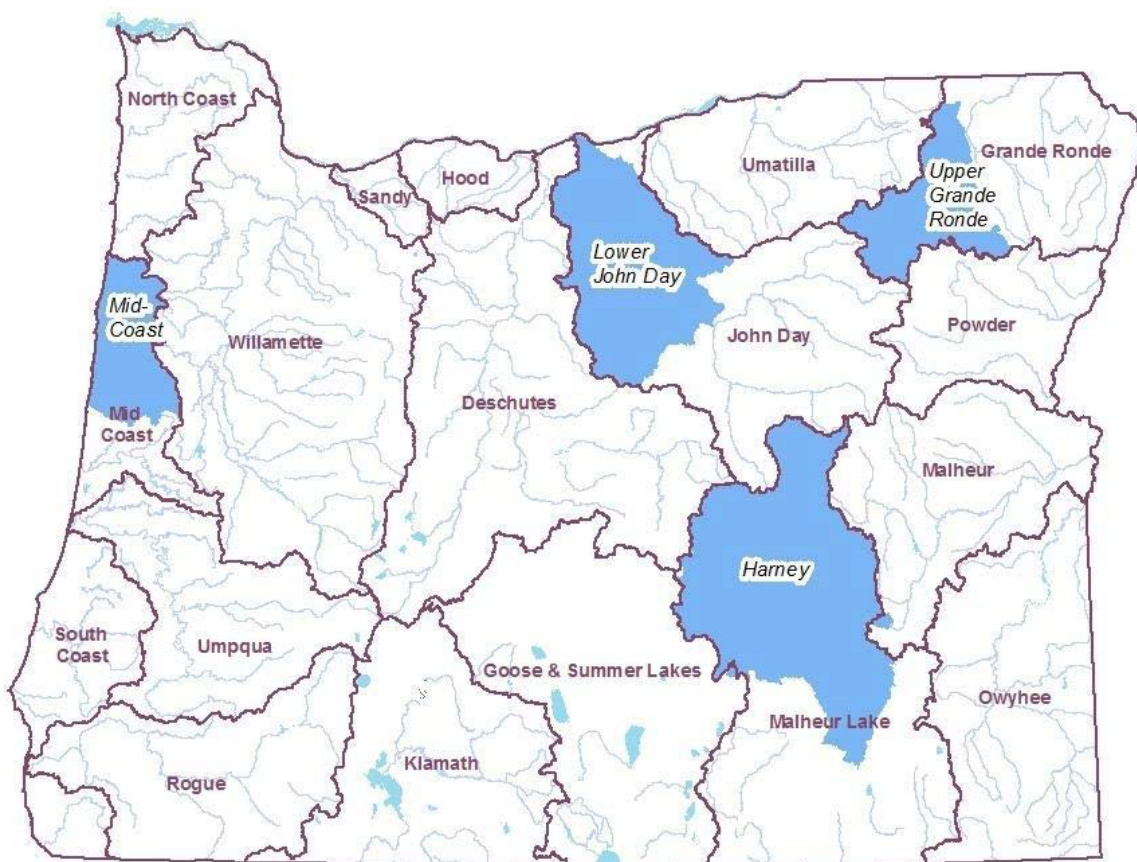 North Coast
Sandy
Hood
Umatilla
Grande Ronde
Upper
Grande
Ronde
Lower
John Day
Mid-
Coast
Willamette
John Day
Powder
Deschutes
Mid
Coast
Malheur
Harney
South
Coast
Umpqua
Goose & Summer Lakes
Owyhee
Malheur Lake
Klamath
Rogue